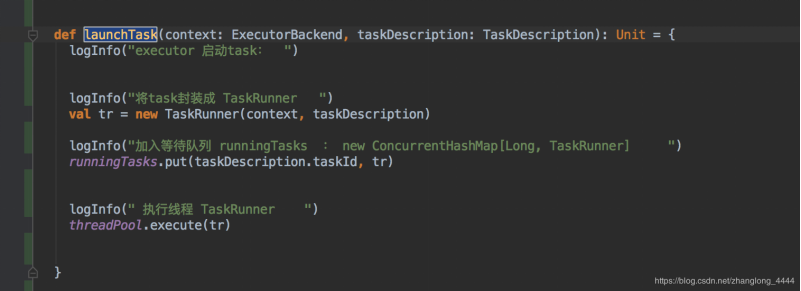 def launchTask(context: ExecutorBackend, taskDescription: TaskDescription): Unit = {
logInfo("executor 启动task： ")
logInfo("将task封装成 TaskRunner ")
val tr = new TaskRunner(context, taskDescription)
logInfo("加入等待队列 runningTasks ： new ConcurrentHashMap[Long, TaskRunner] ")
runningTasks.put(taskDescription.taskId, tr)
logInfo(" 执行线程 TaskRunner ")
threadPool.execute(tr)
}
https://blog.csdn.net/zhanglong_4444